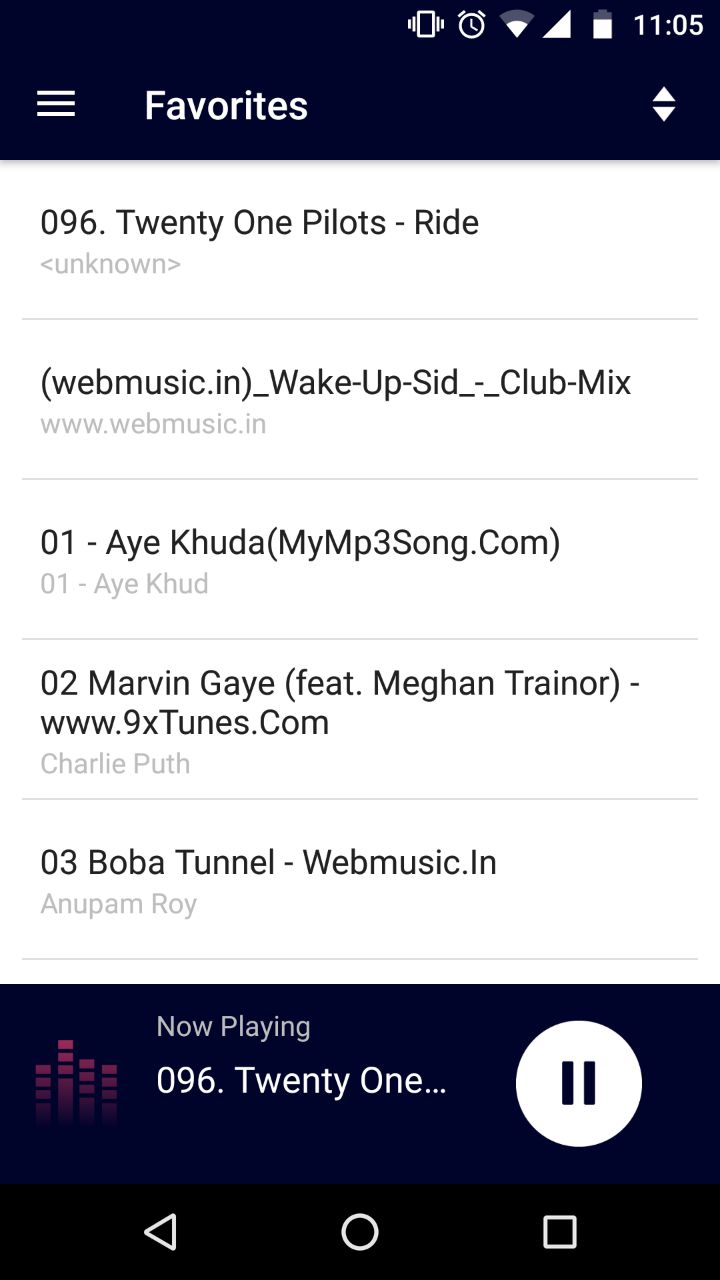 11:05
Favorites
096. Twenty One Pilots - Ride
<unknown>
(webmusic.in)_Wake-Up-Sid_-_Club-Mix
www.webmusic.in
01 - Aye Khuda(MyMp3Song.Com)
01 - Aye Khud
02 Marvin Gaye (feat. Meghan Trainor) -
www.9xTunes.Com
Charlie Puth
03 Boba Tunnel - Webmusic.In
Anupam Roy
Now Playing
096. Twenty One...